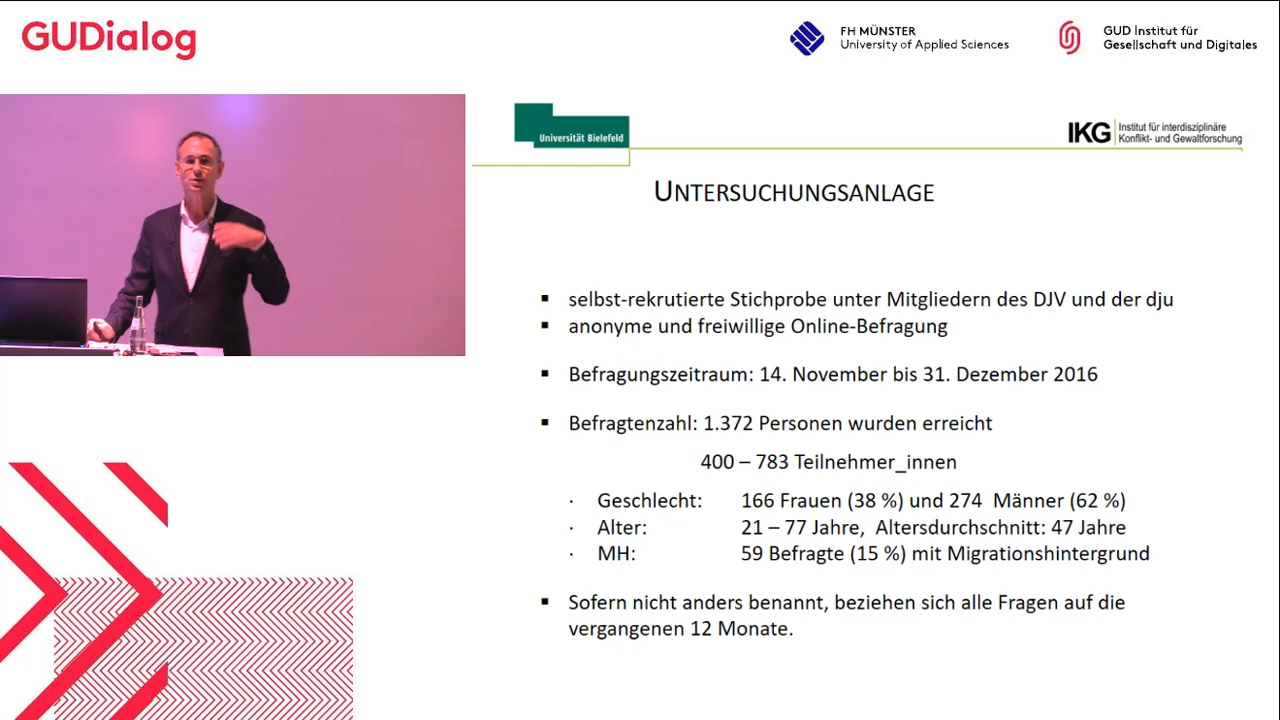 GUDialog
FH MÜNSTER
University of Applied Sciences
GUD Institut für
Gesellschaft und Digitales
Universität Bielefeld
IKG
Institut für interdisziplinäre
Konflikt- und Gewaltforschung
UNTERSUCHUNGSANLAGE
▪ selbst-rekrutierte Stichprobe unter Mitgliedern des DJV und der dju
▪ anonyme und freiwillige Online-Befragung
▪ Befragungszeitraum: 14. November bis 31. Dezember 2016
▪ Befragtenzahl: 1.372 Personen wurden erreicht
400 – 783 Teilnehmer_innen
· Geschlecht: 166 Frauen (38 %) und 274 Männer (62 %)
· Alter: 21 – 77 Jahre, Altersdurchschnitt: 47 Jahre
· MH: 59 Befragte (15 %) mit Migrationshintergrund
▪ Sofern nicht anders benannt, beziehen sich alle Fragen auf die
vergangenen 12 Monate.